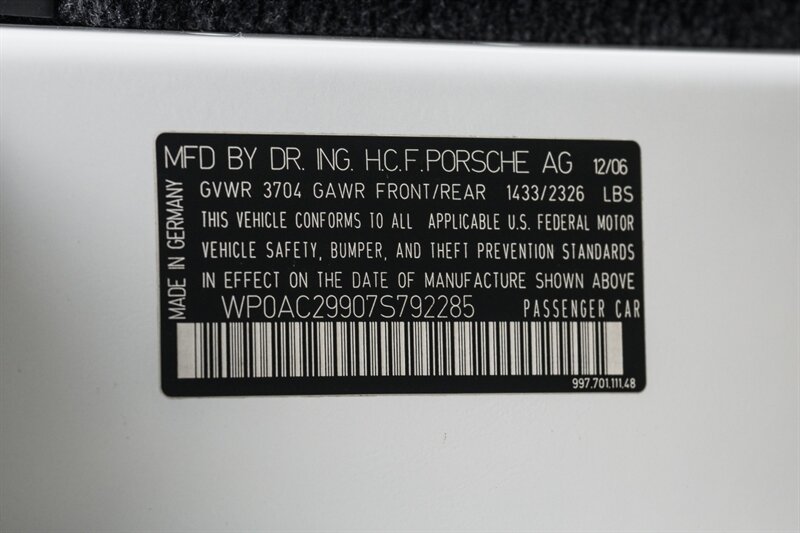 MFD BY DR. ING. H.C.F. PORSCHE AG 12/06
GVWR 3704 GAWR FRONT/REAR 1433/2326 LBS
THIS VEHICLE CONFORMS TO ALL APPLICABLE U.S. FEDERAL MOTOR
VEHICLE SAFETY, BUMPER, AND THEFT PREVENTION STANDARDS
IN EFFECT ON THE DATE OF MANUFACTURE SHOWN ABOVE
WP0AC29907S792285 PASSENGER CAR
MADE IN GERMANY
997.701.111.48